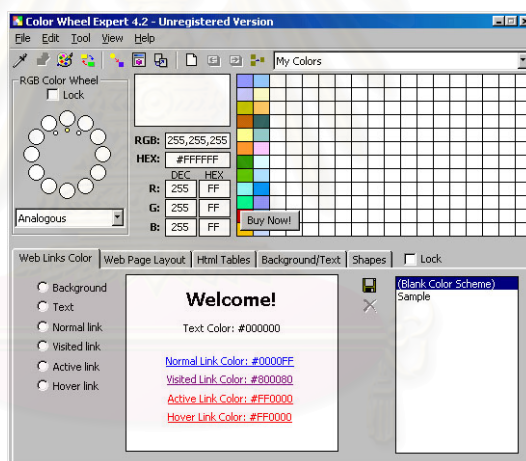 Color Wheel Expert 4.2 - Unregistered Version
File Edit Tool View Help
My Colors
RGB Color Wheel
Lock
RGB: 255,255,255
HEX: #FFFFFF
DEC HEX
R: 255 FF
G: 255 FF
B: 255 FF
Analogous
Buy Now!
Web Links Color Web Page Layout Html Tables Background/Text Shapes Lock
Background
Text
Normal link
Visited link
Active link
Hover link
Welcome!
Text Color: #000000
Normal Link Color: #0000FF
Visited Link Color: #800080
Active Link Color: #FF0000
Hover Link Color: #FF0000
(Blank Color Scheme)
Sample